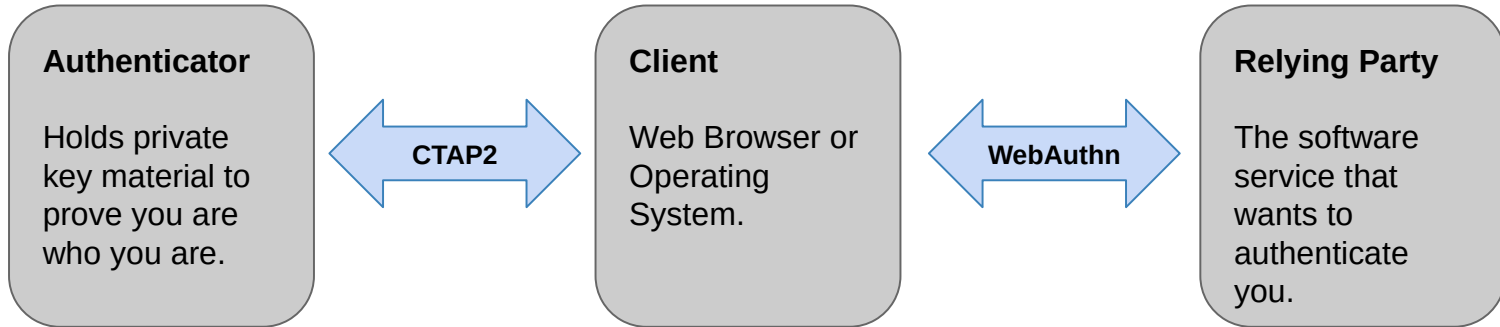 Authenticator
Holds private
key material to
prove you are
who you are.
CTAP2
Client
Web Browser or
Operating
System.
WebAuthn
Relying Party
The software
service that
wants to
authenticate
you.